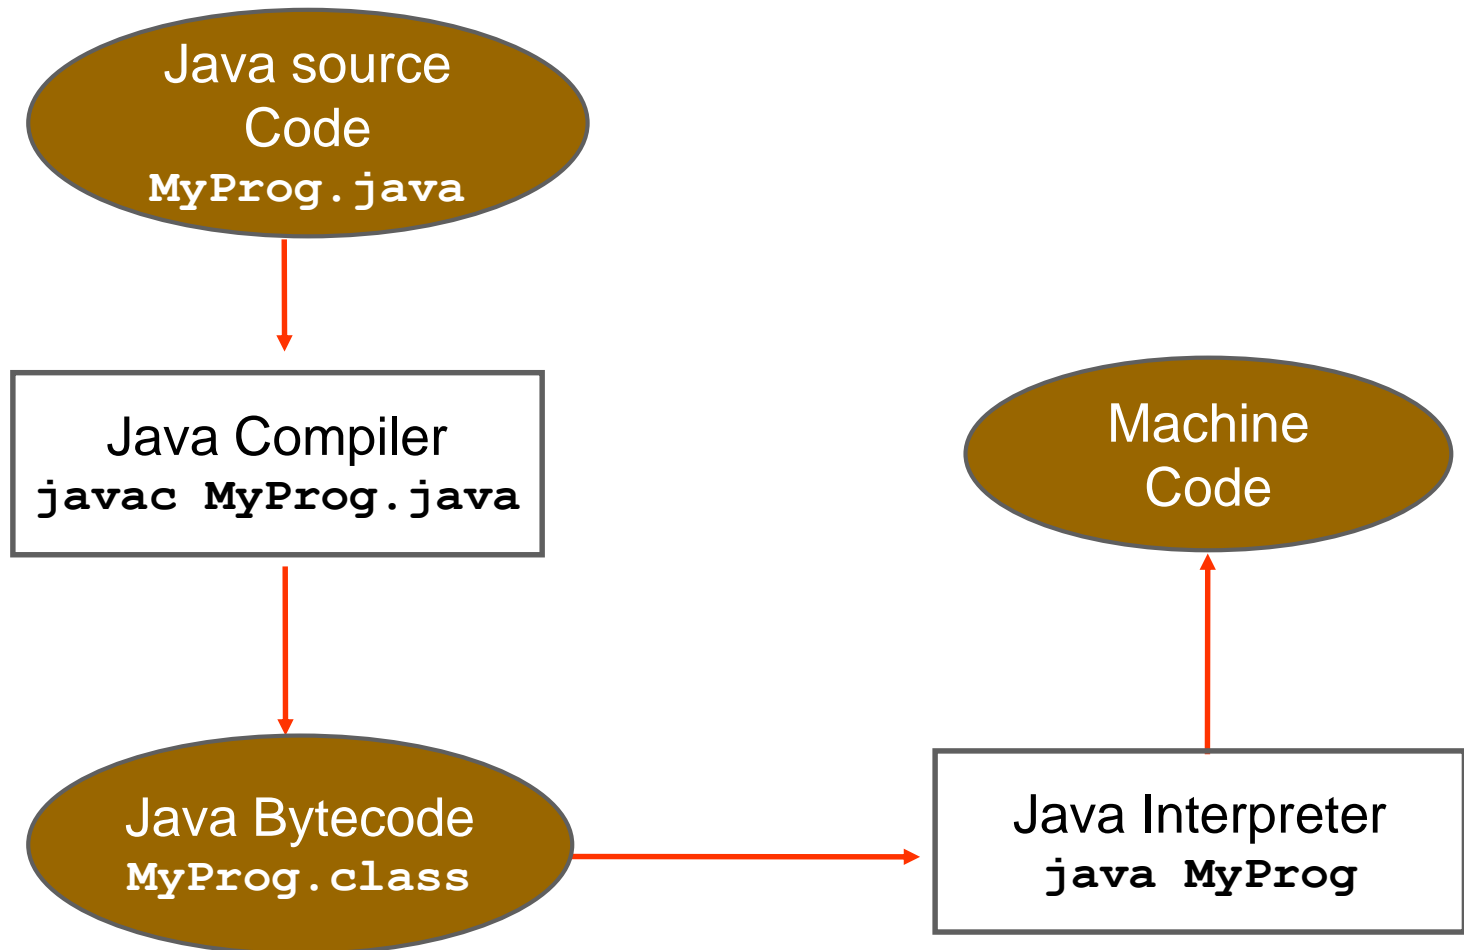 Java source
Code
MyProg.java
Java Compiler
javac MyProg.java
Java Bytecode
MyProg.class
Java Interpreter
java MyProg
Machine
Code